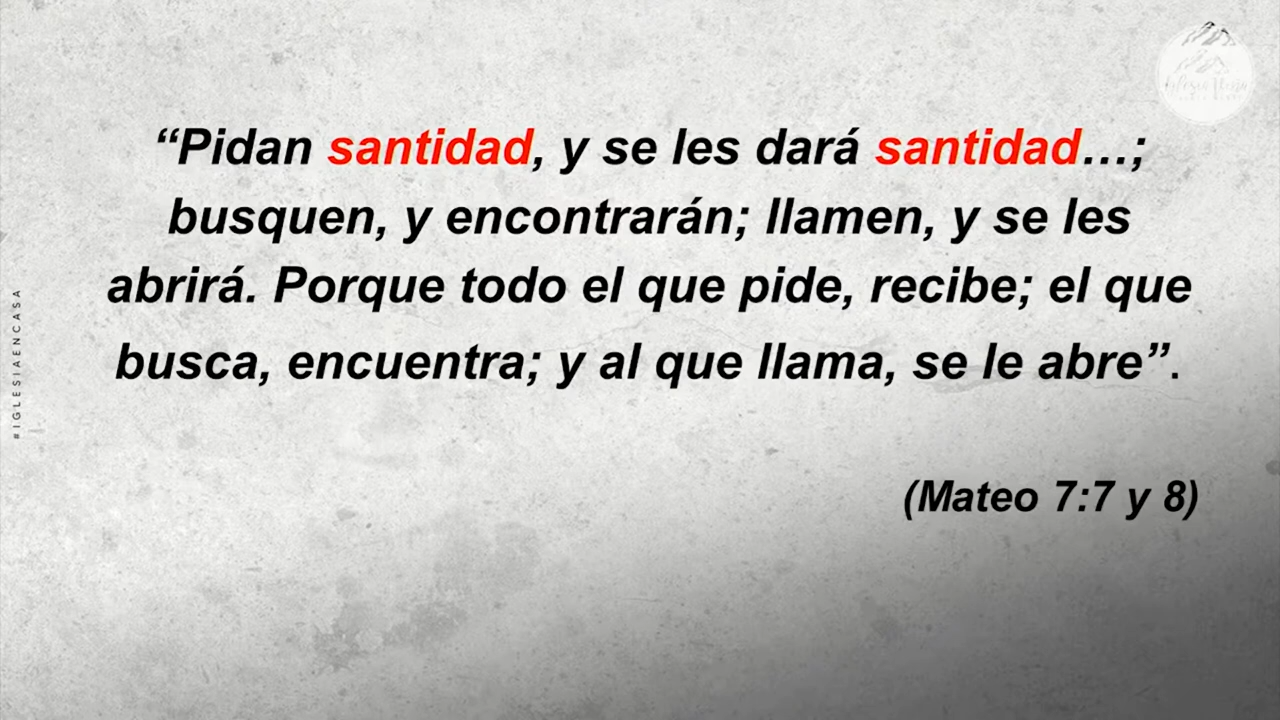 “Pidan santidad, y se les dará santidad...;
busquen, y encontrarán; llamen, y se les
abrirá. Porque todo el que pide, recibe; el que
busca, encuentra; y al que llama, se le abre”.
(Mateo 7:7 y 8)
#IGLESIAENCASA